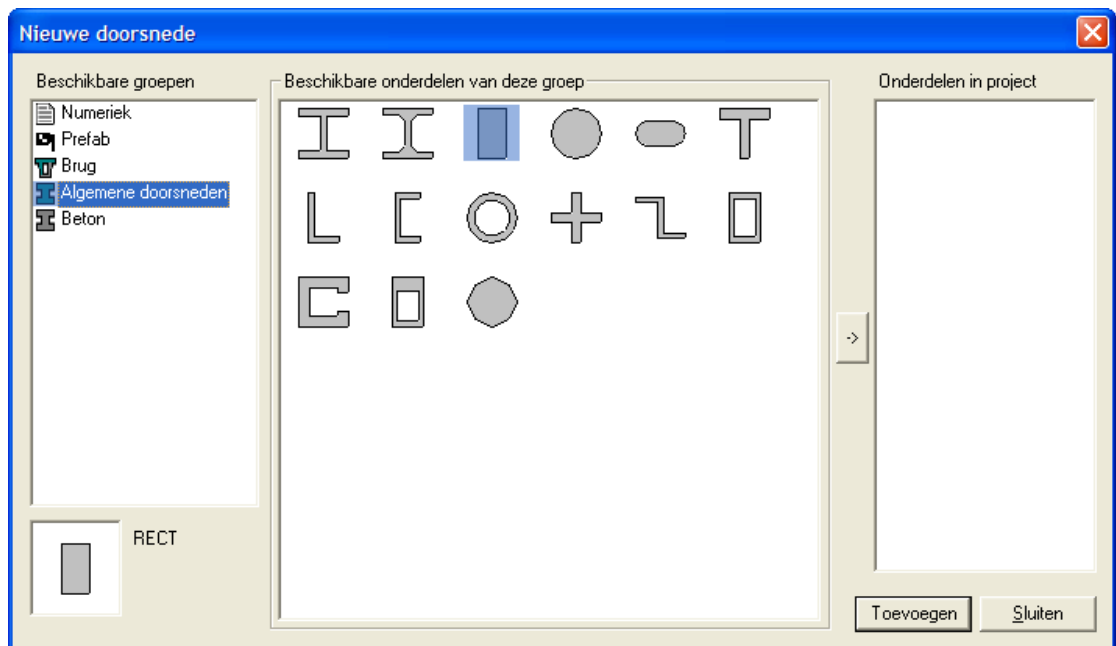 Nieuwe doorsnede
Beschikbare groepen
Numeriek
Prefab
Brug
Algemene doorsneden
Beton
RECT
Beschikbare onderdelen van deze groep
->
Onderdelen in project
Toevoegen
Sluiten